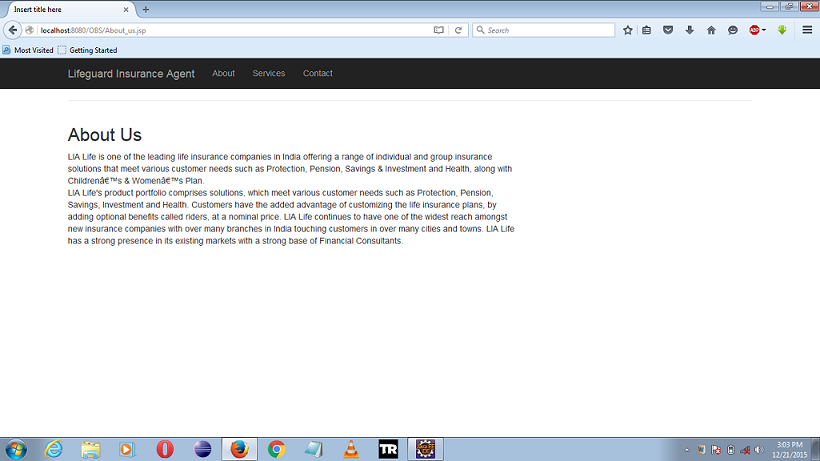 Insert title here
localhost:8080/OBS/About_us.jsp
Search
ABP
Most Visited
Getting Started
Lifeguard Insurance Agent
About
Services
Contact
About Us
LIA Life is one of the leading life insurance companies in India offering a range of individual and group insurance
solutions that meet various customer needs such as Protection, Pension, Savings & Investment and Health, along with
Childrenâ€™s & Womenâ€™s Plan.
LIA Life's product portfolio comprises solutions, which meet various customer needs such as Protection, Pension,
Savings, Investment and Health. Customers have the added advantage of customizing the life insurance plans, by
adding optional benefits called riders, at a nominal price. LIA Life continues to have one of the widest reach amongst
new insurance companies with over many branches in India touching customers in over many cities and towns. LIA Life
has a strong presence in its existing markets with a strong base of Financial Consultants.
TR
3:03 PM
12/21/2015